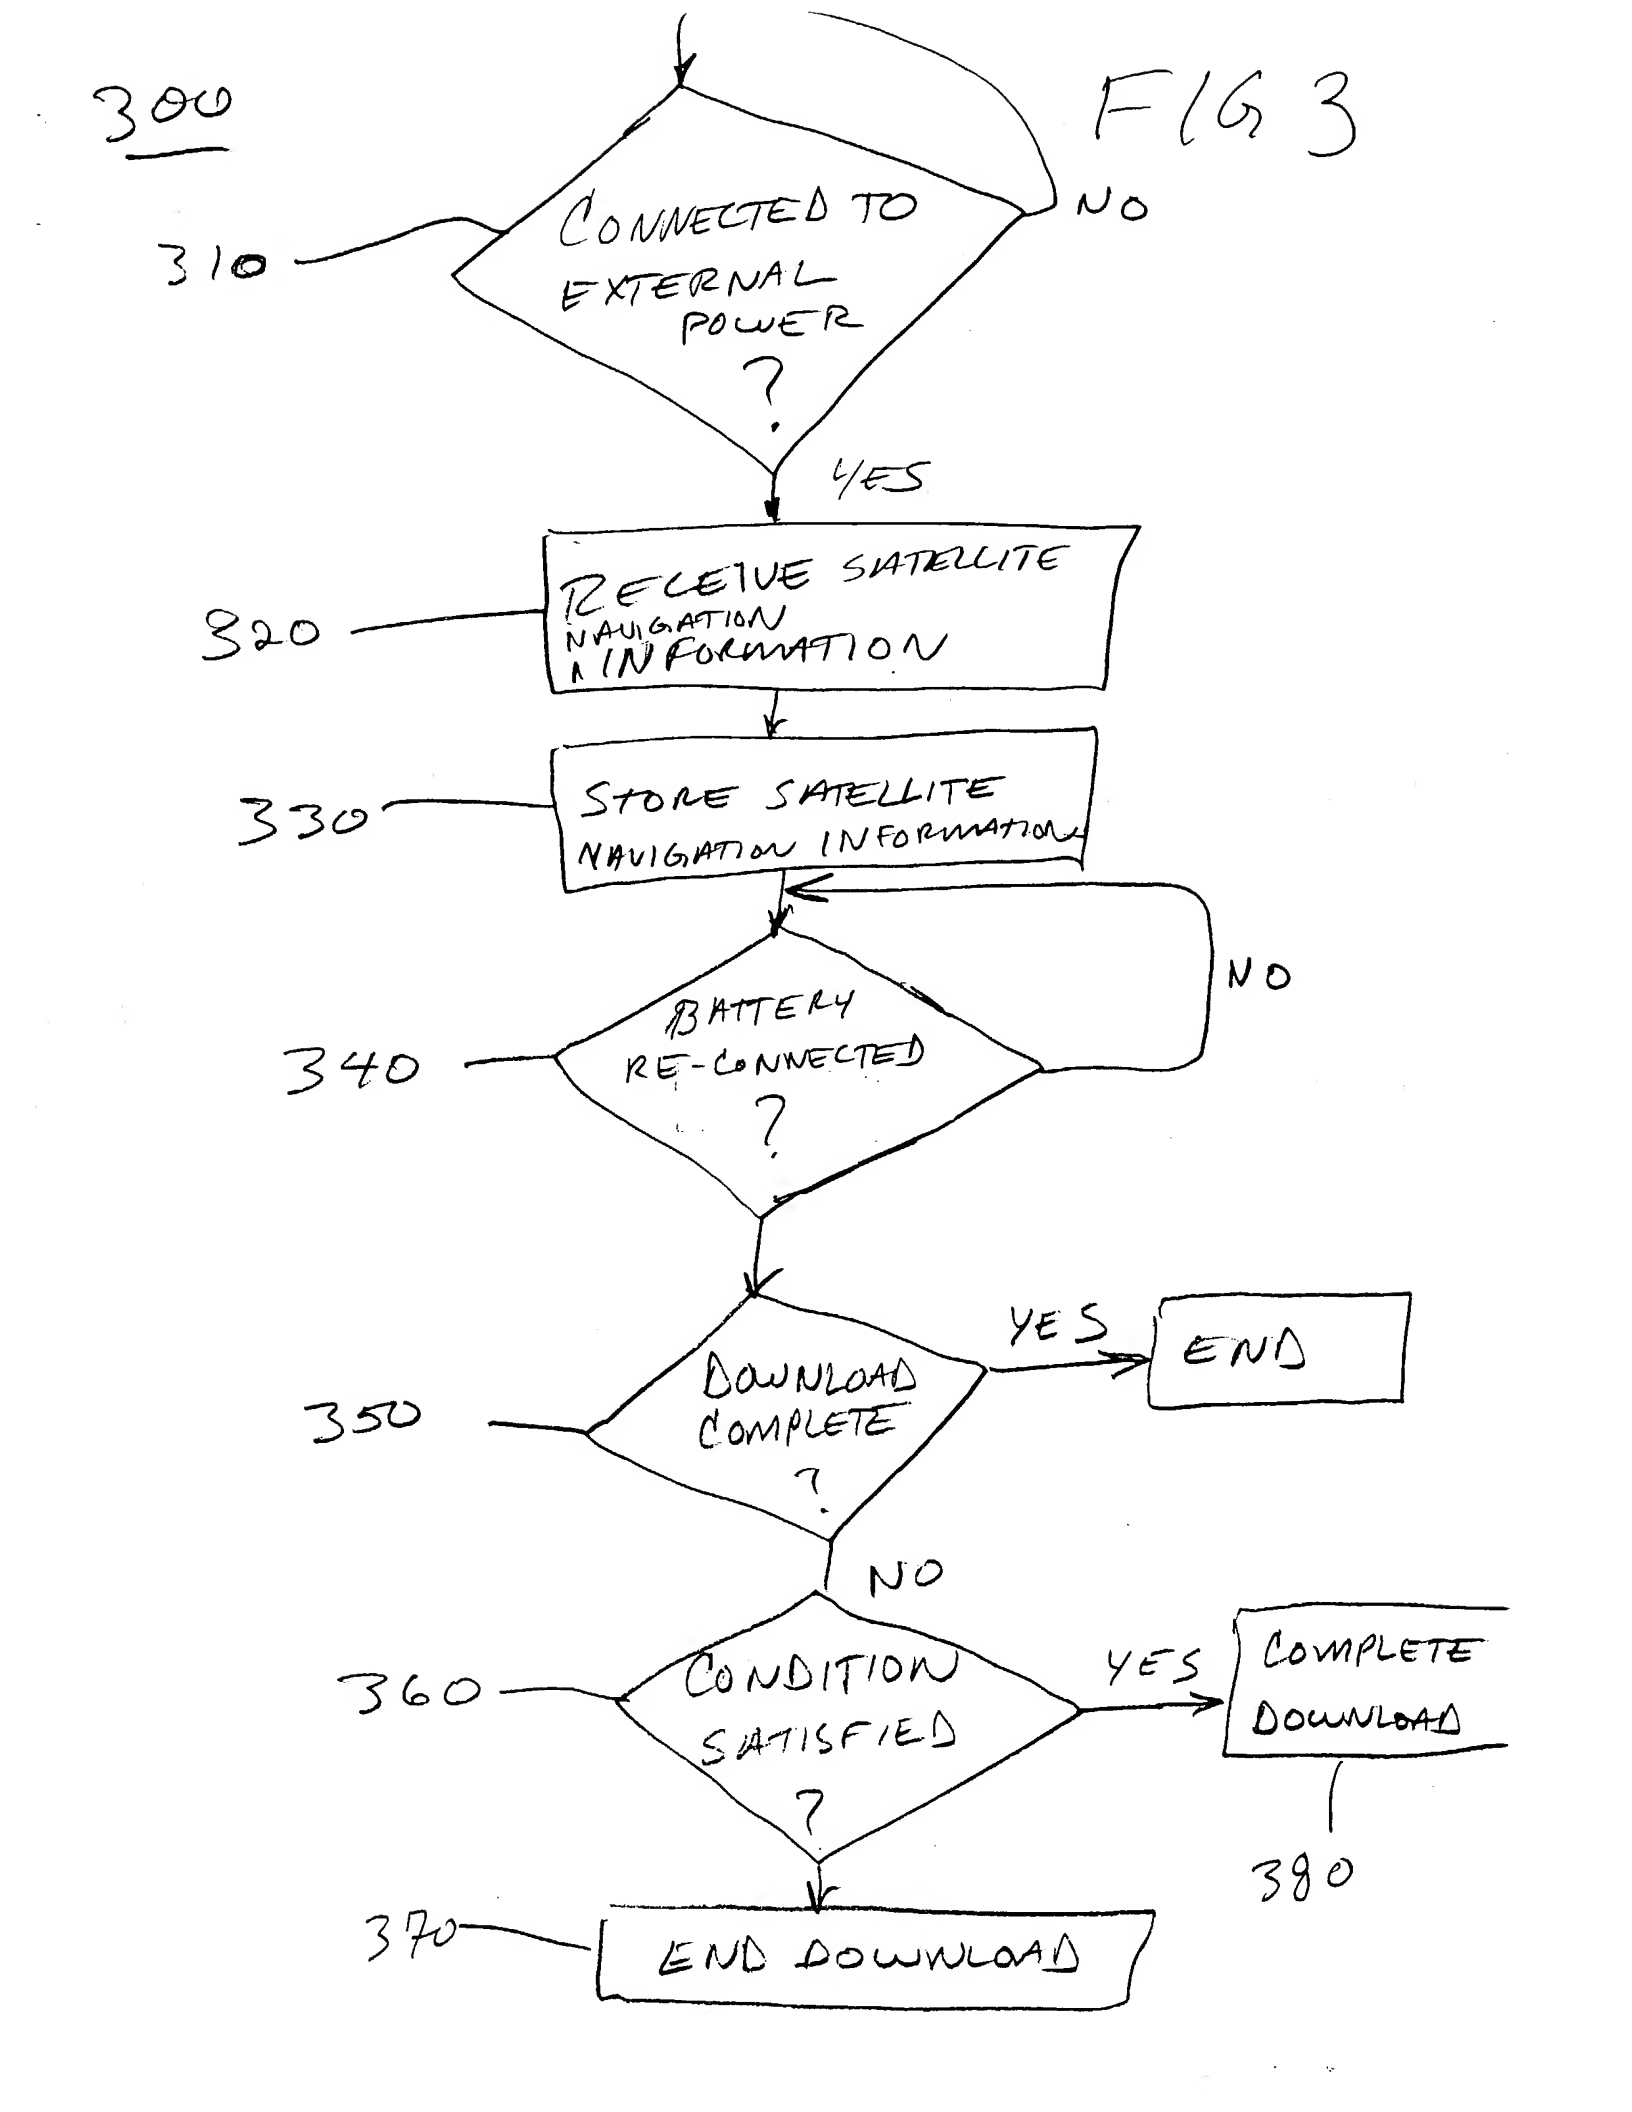 300
FIG 3
310
CONNECTED TO
EXTERNAL
POWER
?
NO
YES
320
RECEIVE SATELLITE
NAVIGATION
INFORMATION
330
STORE SATELLITE
NAVIGATION INFORMATION
340
BATTERY
RE-CONNECTED
?
NO
350
DOWNLOAD
COMPLETE
?
YES
END
NO
360
CONDITION
SATISFIED
?
YES
COMPLETE
DOWNLOAD
380
370
END DOWNLOAD